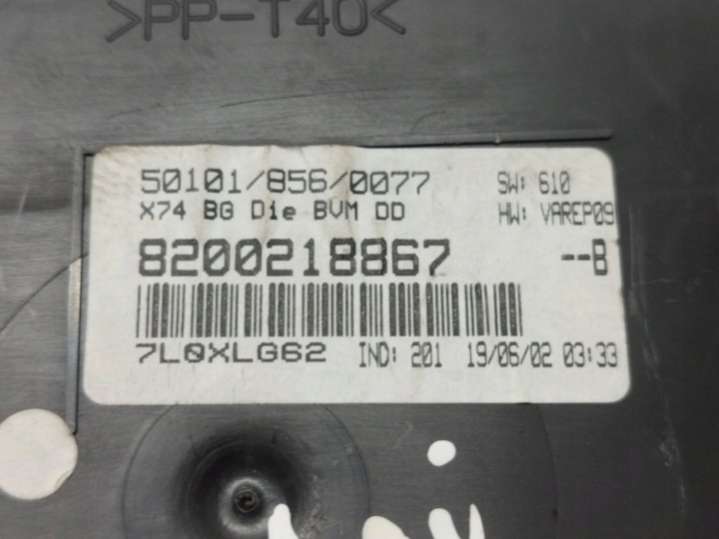 >PP-T40<
50101/856/0077 SW: 610
X74 BG Die BVM DD HW: VAREP09
8200218867 --B
7L0XLG62 IND: 201 19/06/02 03:33